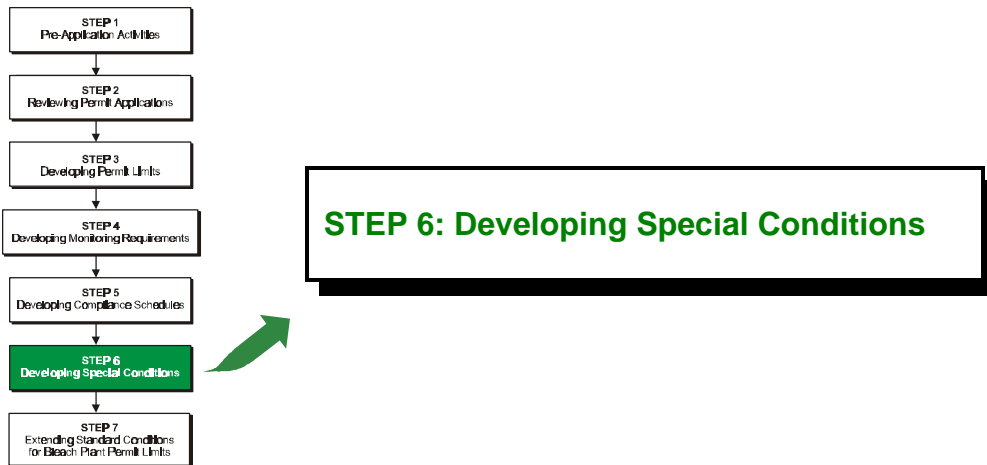 STEP 1
Pre-Application Activities
STEP 2
Reviewing Permit Applications
STEP 3
Developing Permit Limits
STEP 4
Developing Monitoring Requirements
STEP 5
Developing Compliance Schedules
STEP 6
Developing Special Conditions
STEP 7
Extending Standard Conditions
for Bleach Plant Permit Limits
STEP 6: Developing Special Conditions